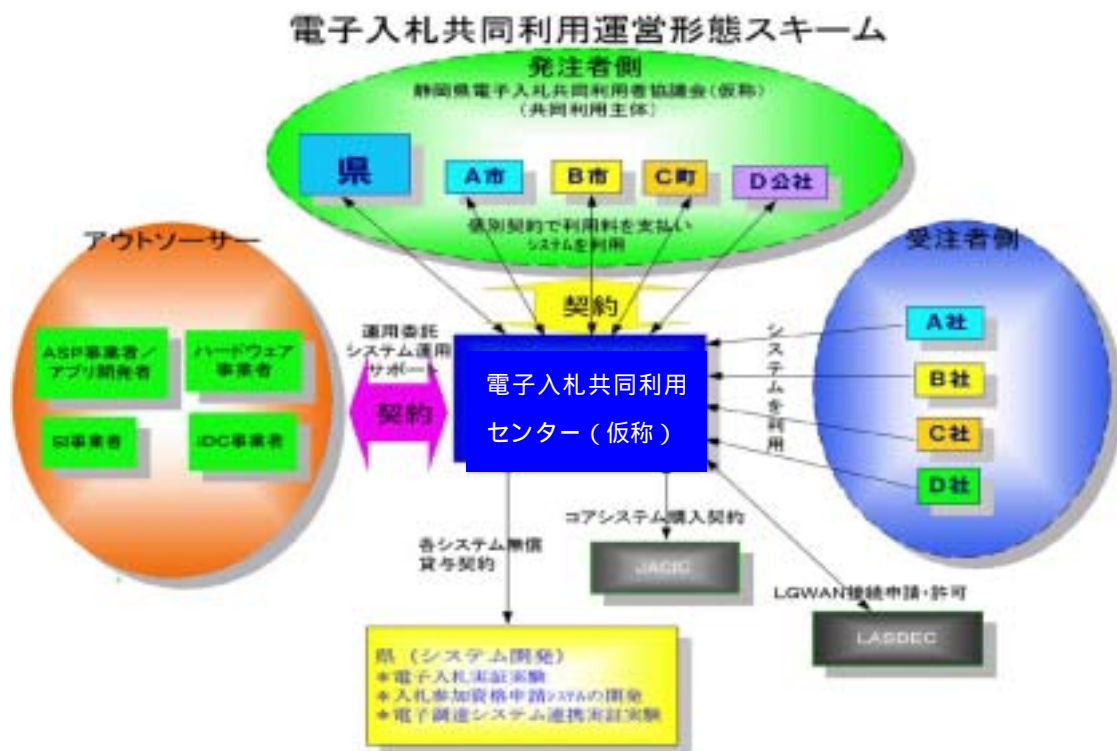 電子入札共同利用運営形態スキーム
発注者側
静岡県電子入札共同利用者協議会(仮称)
(共同利用主体)
県
A市
B市
C町
D公社
個別契約で利用料を支払い
システムを利用
アウトソーサー
ASP事業者/
アプリ開発者
ハードウェア
事業者
SI事業者
iDC事業者
運用委託
システム運用
サポート
契約
契約
電子入札共同利用
センター(仮称)
システムを利用
受注者側
A社
B社
C社
D社
コアシステム購入契約
JACIC
各システム無償
貸与契約
LGWAN接続申請・許可
LASDEC
県(システム開発)
*電子入札実証実験
*入札参加資格申請システムの開発
*電子調達システム連携実証実験